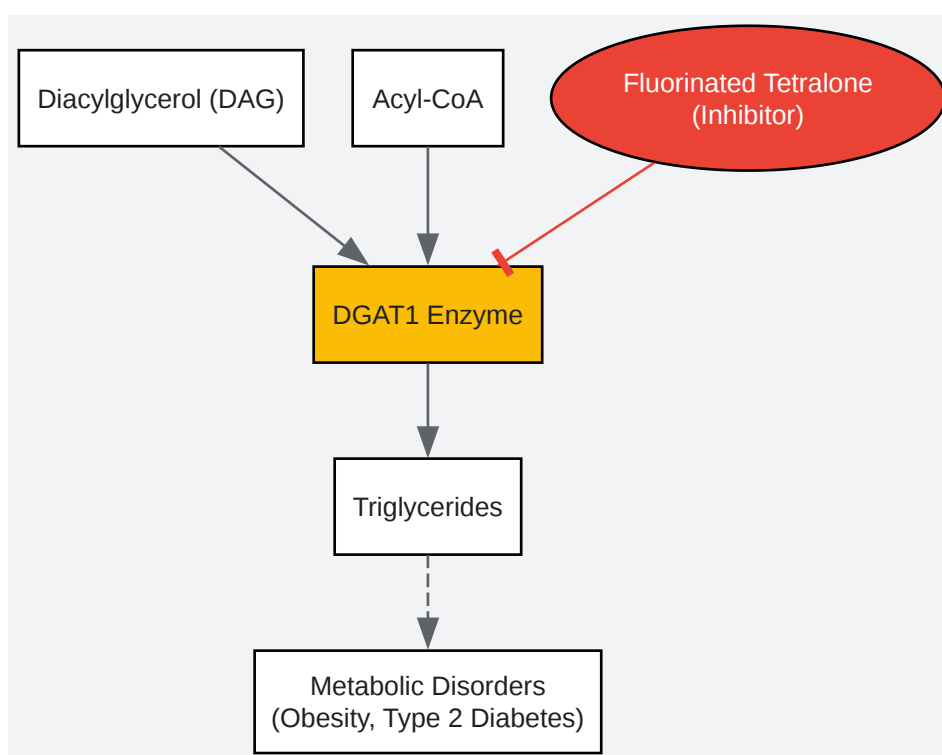 Diacylglycerol (DAG)
Acyl-CoA
Fluorinated Tetralone
(Inhibitor)
DGAT1 Enzyme
Triglycerides
Metabolic Disorders
(Obesity, Type 2 Diabetes)